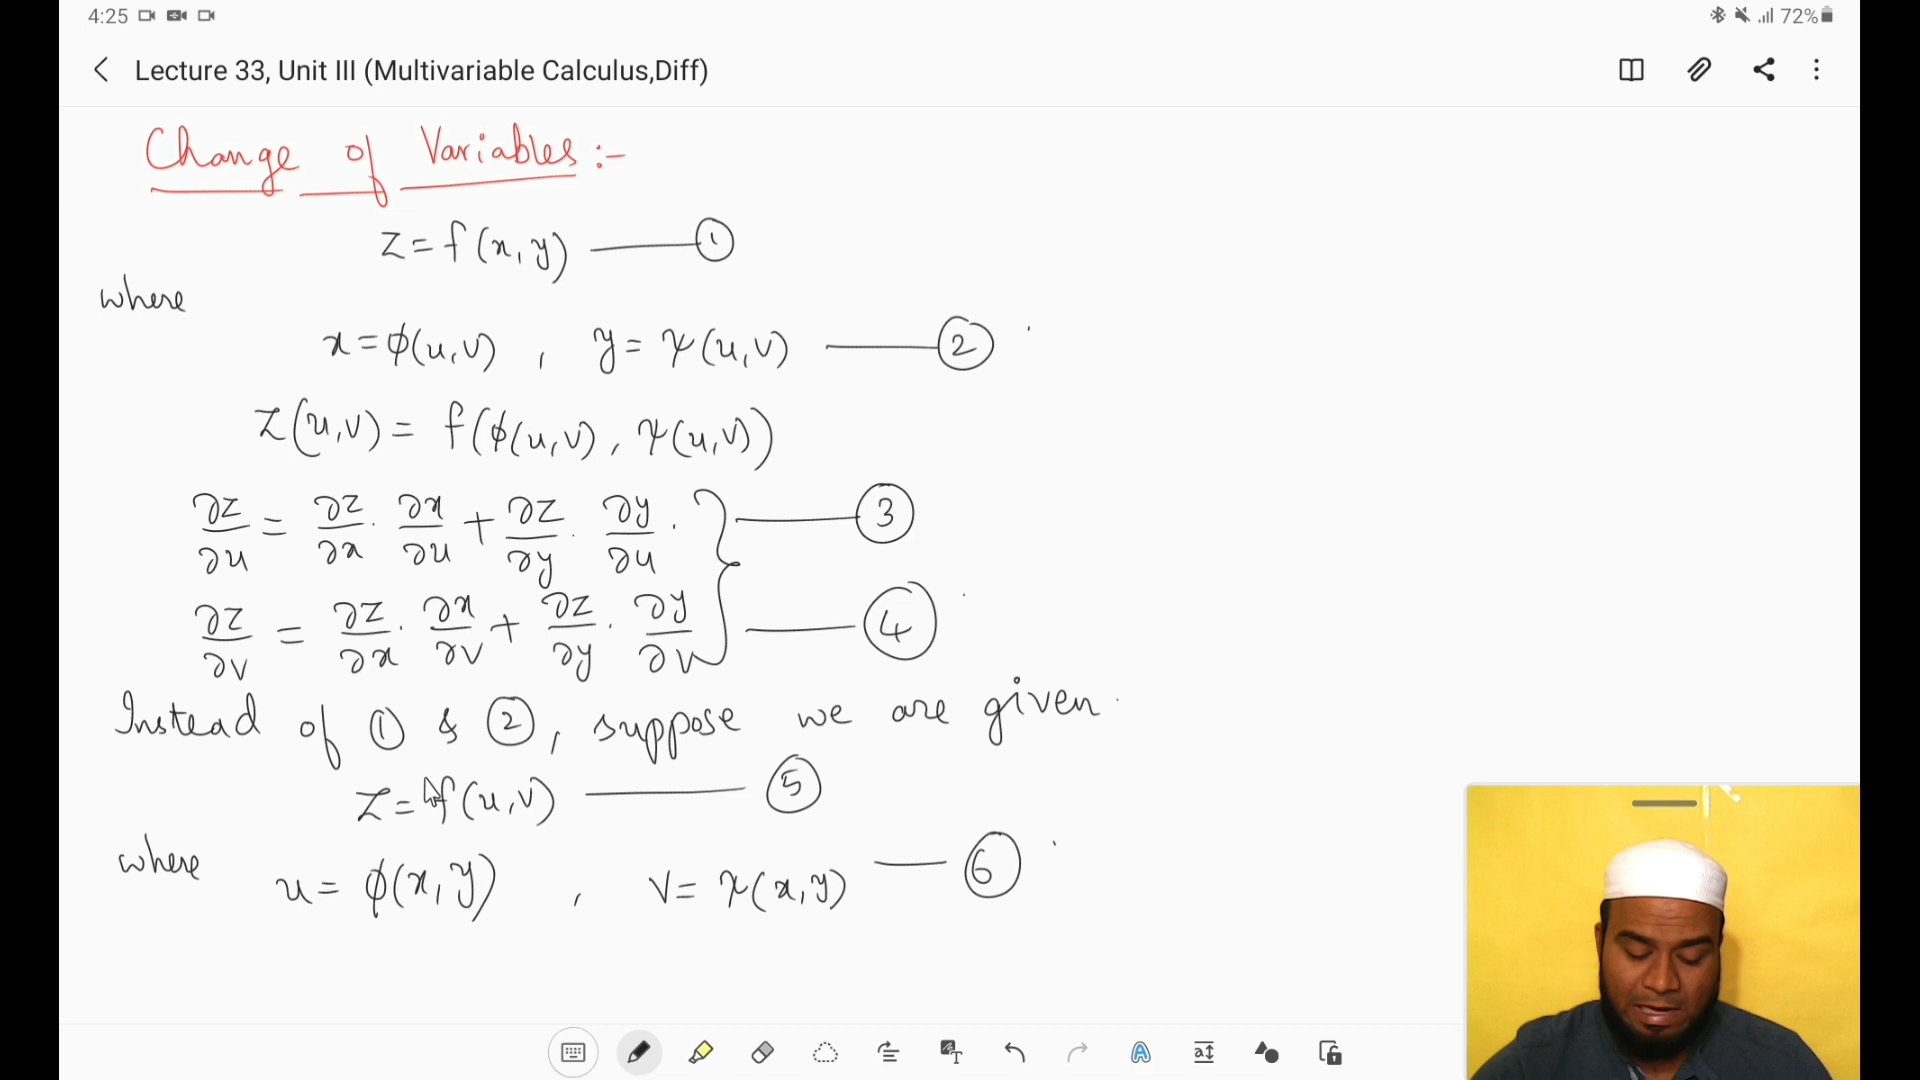 4:25 72%
Lecture 33, Unit III (Multivariable Calculus,Diff)
Change of Variables :-
z = f(x,y) —— ①
where
x = ϕ(u,v) , y = ψ(u,v) —— ②
z(u,v) = f(ϕ(u,v), ψ(u,v))
∂z/∂u = ∂z/∂x · ∂x/∂u + ∂z/∂y · ∂y/∂u } —— ③
∂z/∂v = ∂z/∂x · ∂x/∂v + ∂z/∂y · ∂y/∂v } —— ④
Instead of ① & ②, suppose we are given
z = f(u,v) —— ⑤
where
u = ϕ(x,y) , v = ψ(x,y) —— ⑥